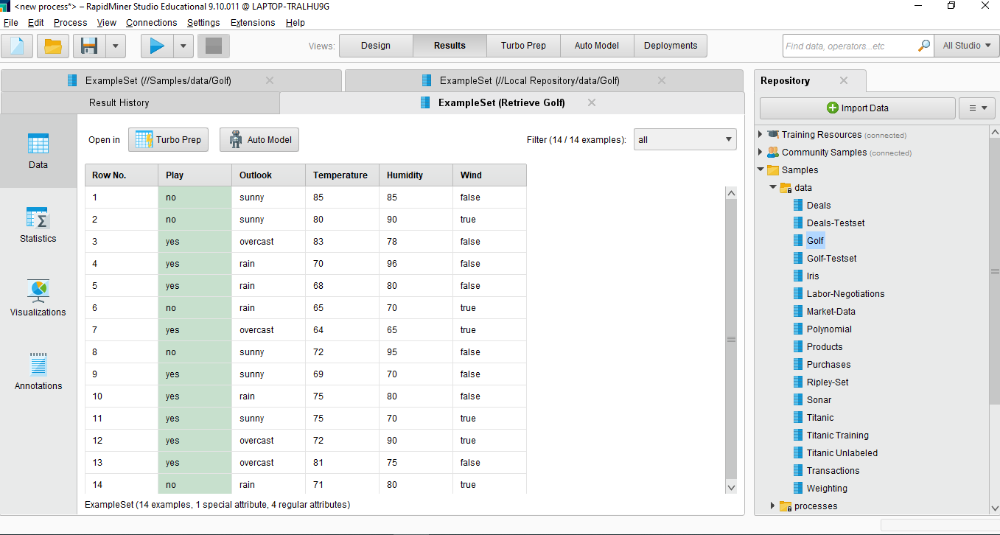 <new process*> – RapidMiner Studio Educational 9.10.011 @ LAPTOP-TRALHU9G
File Edit Process View Connections Settings Extensions Help
Views: Design Results Turbo Prep Auto Model Deployments Find data, operators...etc All Studio
ExampleSet (//Samples/data/Golf) ExampleSet (//Local Repository/data/Golf)
Result History ExampleSet (Retrieve Golf)
Data
Statistics
Visualizations
Annotations
Open in Turbo Prep Auto Model Filter (14 / 14 examples): all
Row No. Play Outlook Temperature Humidity Wind
1 no sunny 85 85 false
2 no sunny 80 90 true
3 yes overcast 83 78 false
4 yes rain 70 96 false
5 yes rain 68 80 false
6 no rain 65 70 true
7 yes overcast 64 65 true
8 no sunny 72 95 false
9 yes sunny 69 70 false
10 yes rain 75 80 false
11 yes sunny 75 70 true
12 yes overcast 72 90 true
13 yes overcast 81 75 false
14 no rain 71 80 true
ExampleSet (14 examples, 1 special attribute, 4 regular attributes)
Repository
Import Data
Training Resources (connected)
Community Samples (connected)
Samples
data
Deals
Deals-Testset
Golf
Golf-Testset
Iris
Labor-Negotiations
Market-Data
Polynomial
Products
Purchases
Ripley-Set
Sonar
Titanic
Titanic Training
Titanic Unlabeled
Transactions
Weighting
processes